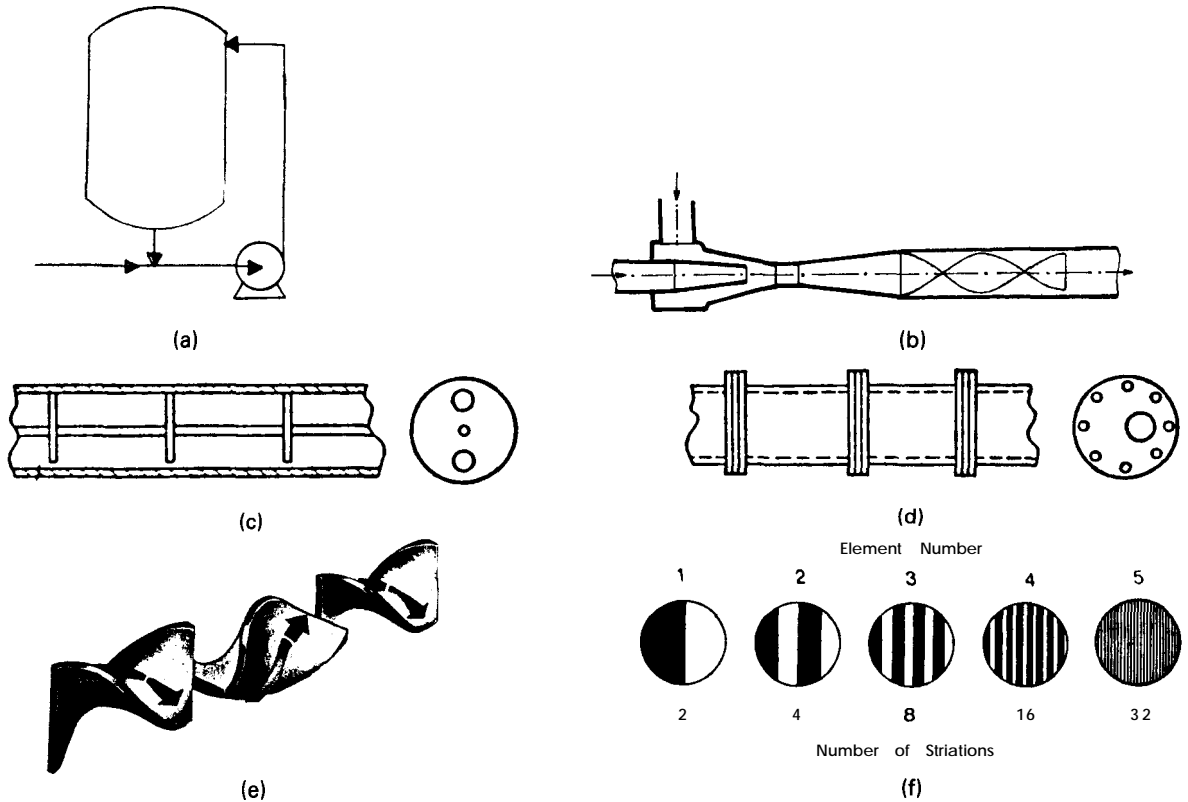 (a)
(b)
(c)
(d)
(e)
Element Number
1 2 3 4 5
2 4 8 16 32
Number of Striations
(f)